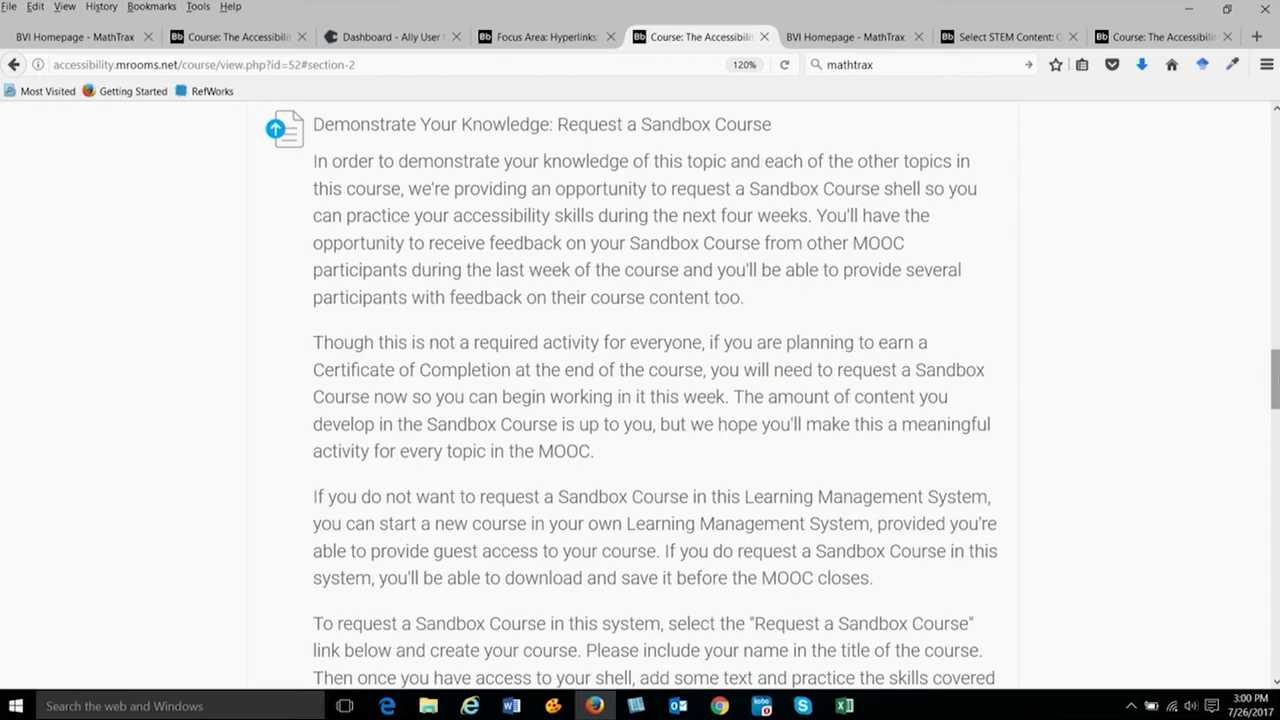 File Edit View History Bookmarks Tools Help
BVI Homepage - MathTrax
Course: The Accessibili
Dashboard - Ally User
Focus Area: Hyperlinks:
Course: The Accessibili
BVI Homepage - MathTrax
Select STEM Content: G
Course: The Accessibili
accessibility.mrooms.net/course/view.php?id=52#section-2
120%
mathtrax
Most Visited Getting Started RefWorks
Demonstrate Your Knowledge: Request a Sandbox Course
In order to demonstrate your knowledge of this topic and each of the other topics in
this course, we're providing an opportunity to request a Sandbox Course shell so you
can practice your accessibility skills during the next four weeks. You'll have the
opportunity to receive feedback on your Sandbox Course from other MOOC
participants during the last week of the course and you'll be able to provide several
participants with feedback on their course content too.
Though this is not a required activity for everyone, if you are planning to earn a
Certificate of Completion at the end of the course, you will need to request a Sandbox
Course now so you can begin working in it this week. The amount of content you
develop in the Sandbox Course is up to you, but we hope you'll make this a meaningful
activity for every topic in the MOOC.
If you do not want to request a Sandbox Course in this Learning Management System,
you can start a new course in your own Learning Management System, provided you're
able to provide guest access to your course. If you do request a Sandbox Course in this
system, you'll be able to download and save it before the MOOC closes.
To request a Sandbox Course in this system, select the "Request a Sandbox Course"
link below and create your course. Please include your name in the title of the course.
Then once you have access to your shell, add some text and practice the skills covered
Search the web and Windows
3:00 PM
7/26/2017